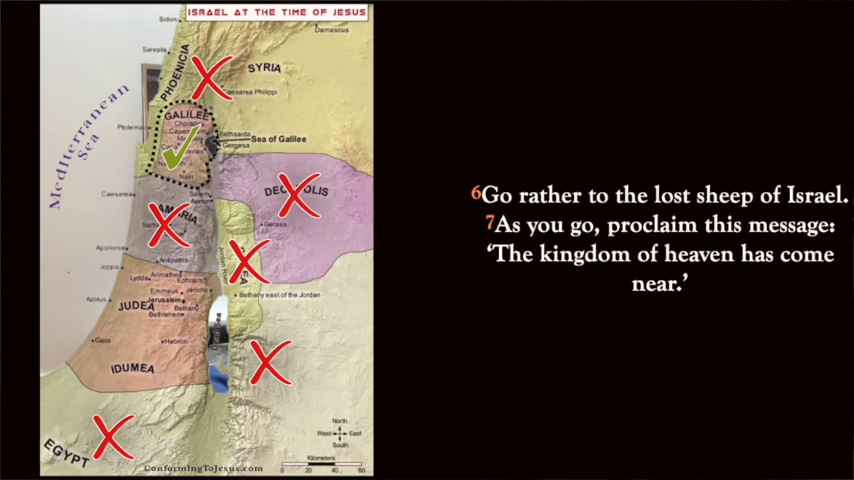 ISRAEL AT THE TIME OF JESUS
Sidon
Damascus
Sarepta
PHOENICIA
SYRIA
Caesarea Philippi
Mediterranean
Sea
GALILEE
Bethsaida
Sea of Galilee
Gergesa
Nain
Caesarea
Apollonia
Antipatris
Gerasa
Joppa
Lydda
Arimathea
Ephraim
Emmaus
Jericho
Jerusalem
Bethany
Bethlehem
Bethany east of the Jordan
Azotus
JUDEA
Gaza
Hebron
IDUMEA
EGYPT
North
West
East
South
Kilometers
0 20 40 60
ConformingToJesus.com
6Go rather to the lost sheep of Israel.
7As you go, proclaim this message:
‘The kingdom of heaven has come
near.’